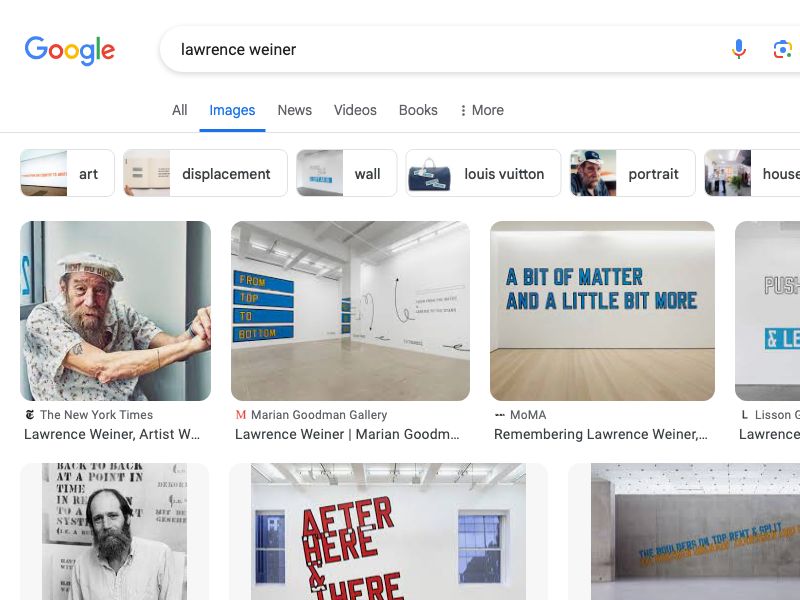 Google
lawrence weiner
All Images News Videos Books More
art displacement wall louis vuitton portrait house
FROM
TOP
TO
BOTTOM
A BIT OF MATTER
AND A LITTLE BIT MORE
PUSH
& LE
The New York Times
Lawrence Weiner, Artist W...
M Marian Goodman Gallery
Lawrence Weiner | Marian Goodm...
MoMA
Remembering Lawrence Weiner,...
L Lisson G
Lawrence
BACK TO BACK
AT A POINT IN
TIME
IN RE
TO A
SYST
AFTER
HERE
&
THERE
THE BOULDERS ON TOP RENT & SPLIT